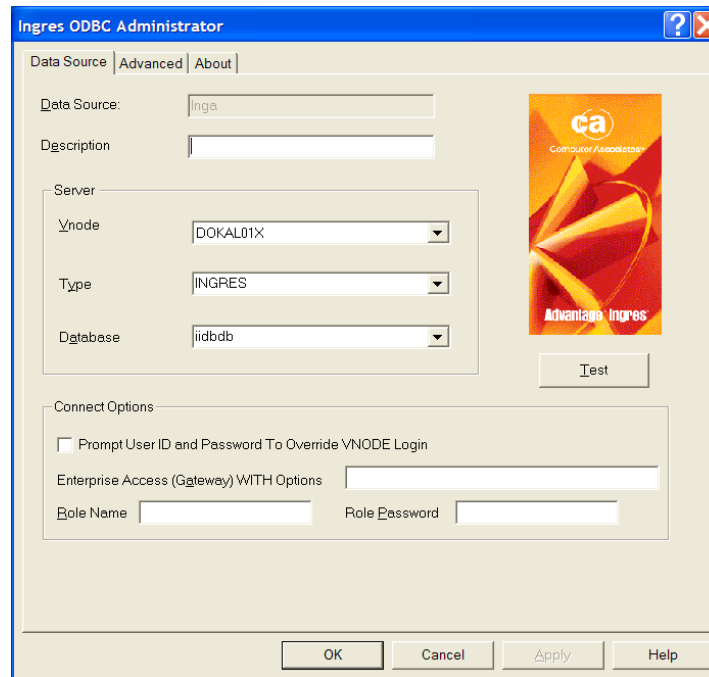 Ingres ODBC Administrator
Data Source Advanced About
Data Source: Inga
Description
Server
Vnode DOKAL01X
Type INGRES
Database iidbdb
ca
Computer Associates
Advantage Ingres
Test
Connect Options
Prompt User ID and Password To Override VNODE Login
Enterprise Access (Gateway) WITH Options
Role Name Role Password
OK Cancel Apply Help